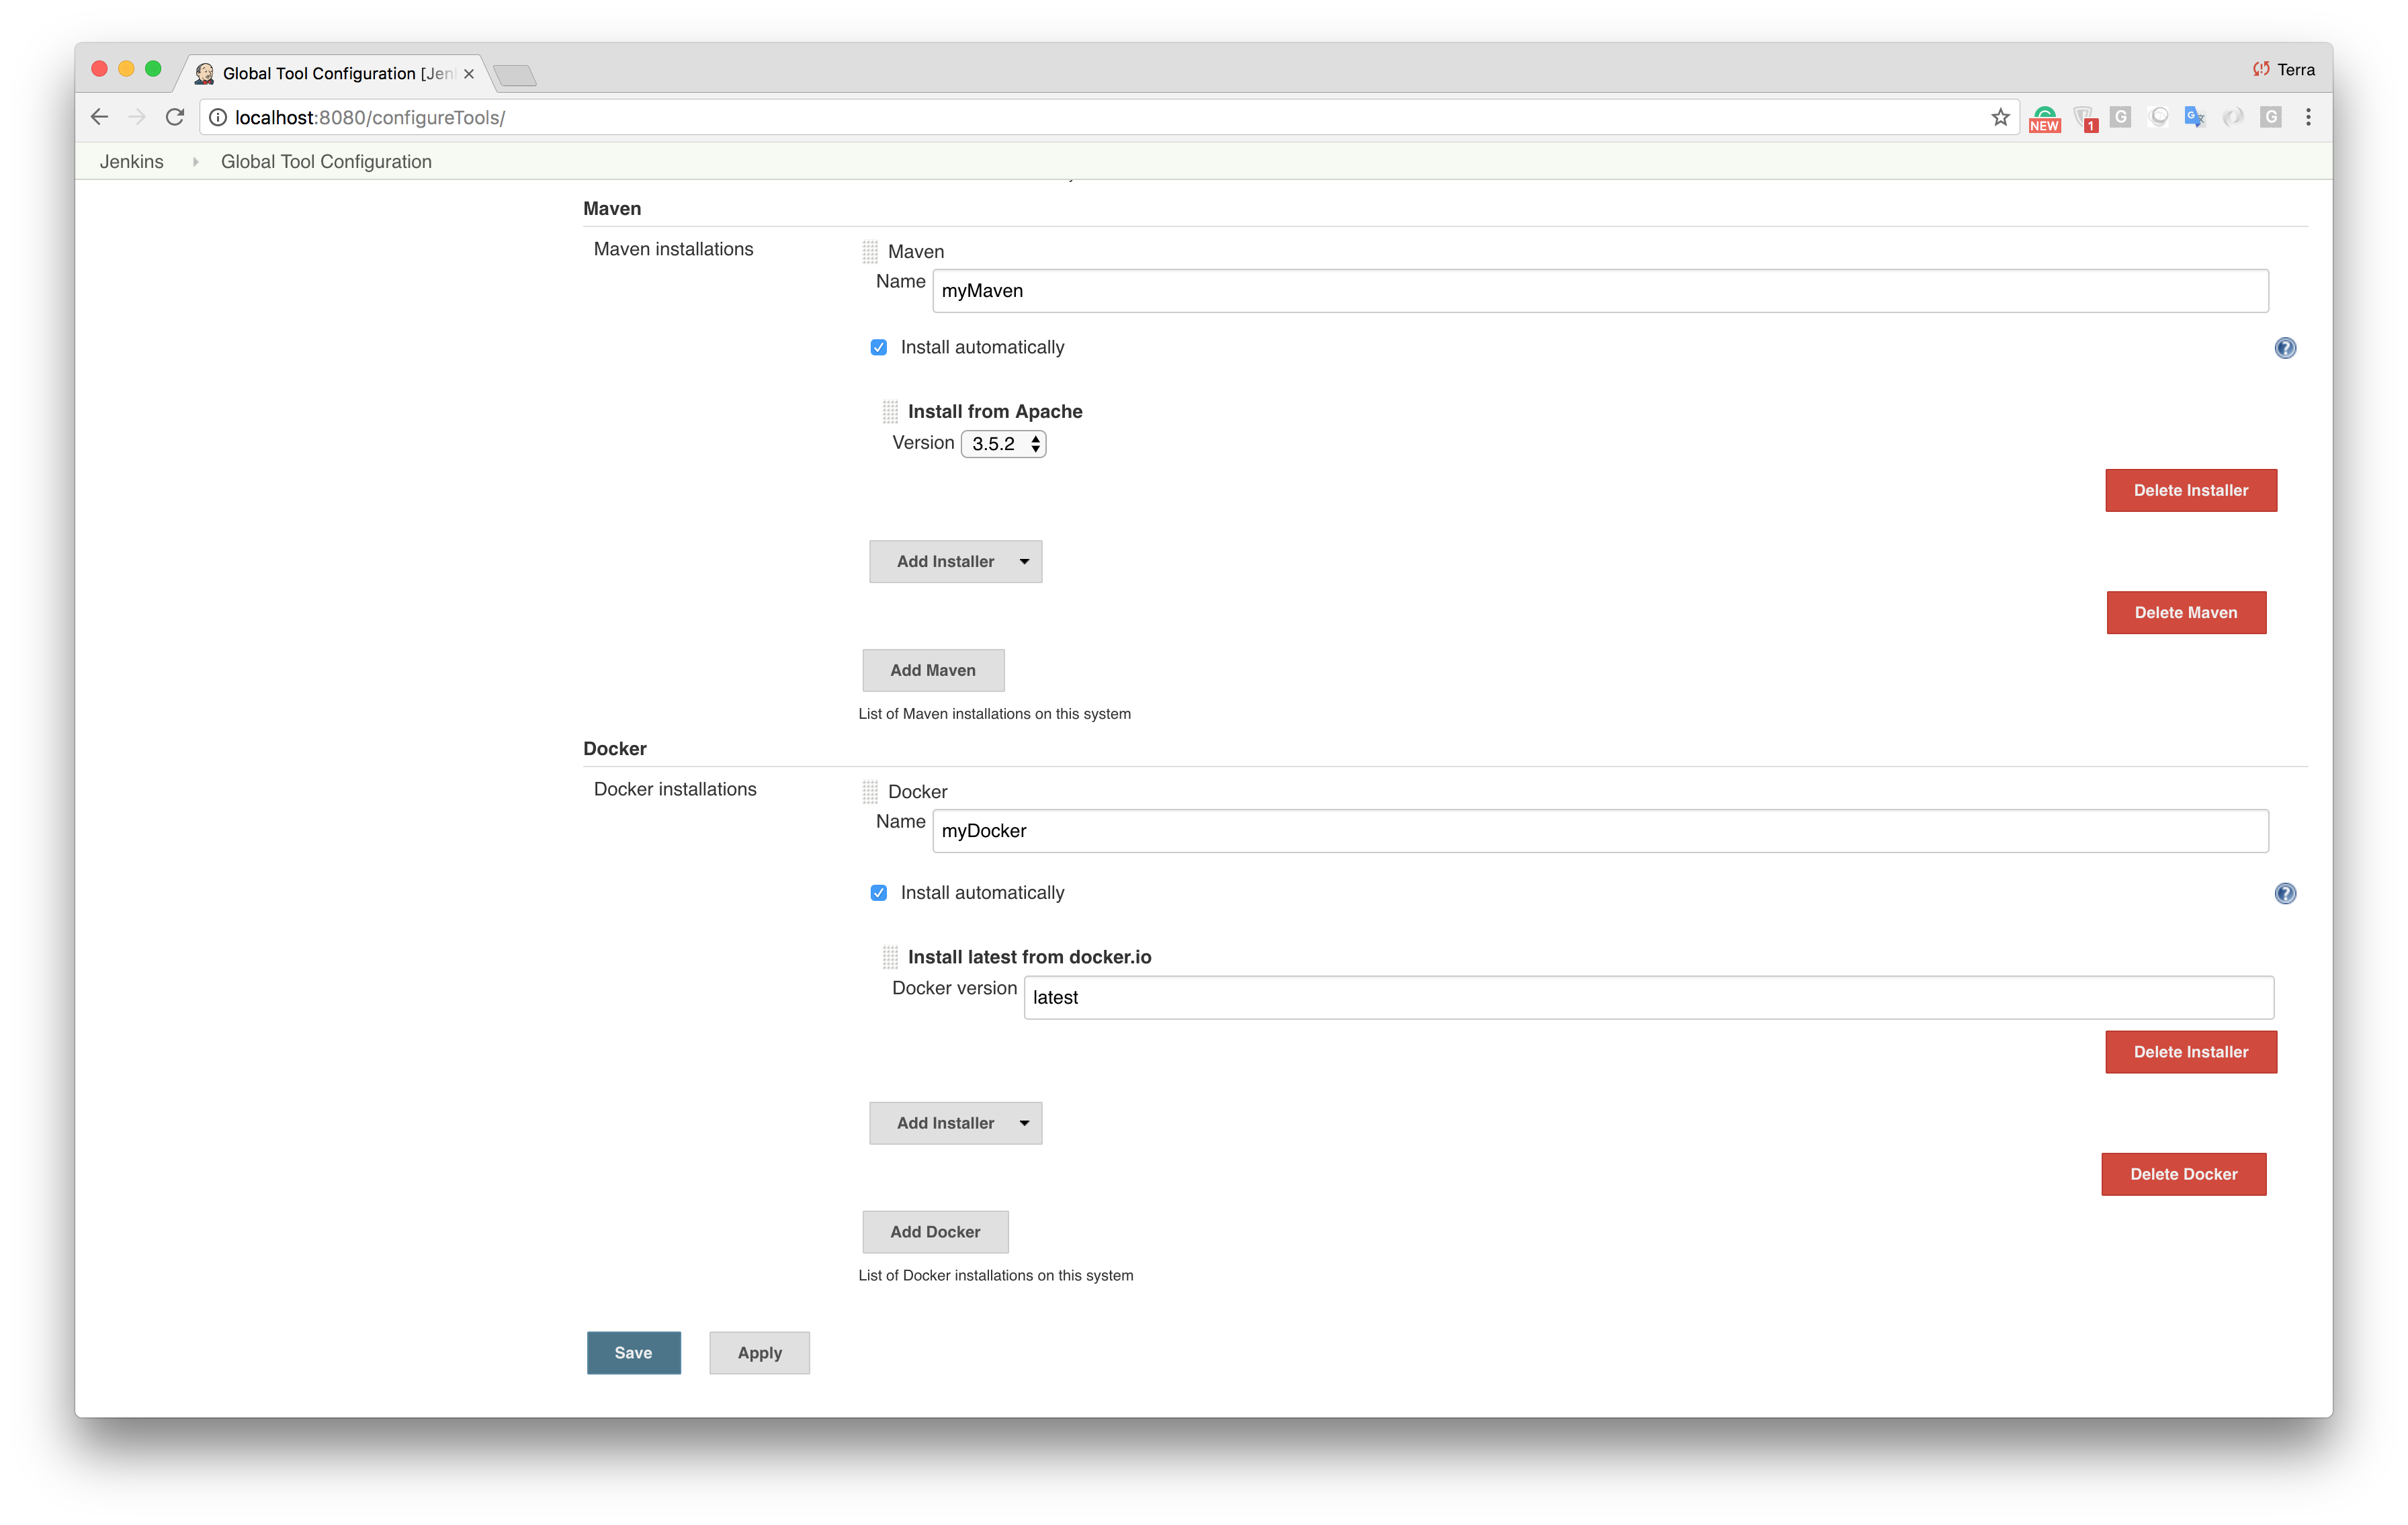 Global Tool Configuration [Jen
Terra
localhost:8080/configureTools/
NEW
1
G
G
G
Jenkins
Global Tool Configuration
Maven
Maven installations
Maven
Name
myMaven
Install automatically
?
Install from Apache
Version
3.5.2
Delete Installer
Add Installer
Delete Maven
Add Maven
List of Maven installations on this system
Docker
Docker installations
Docker
Name
myDocker
Install automatically
?
Install latest from docker.io
Docker version
latest
Delete Installer
Add Installer
Delete Docker
Add Docker
List of Docker installations on this system
Save
Apply